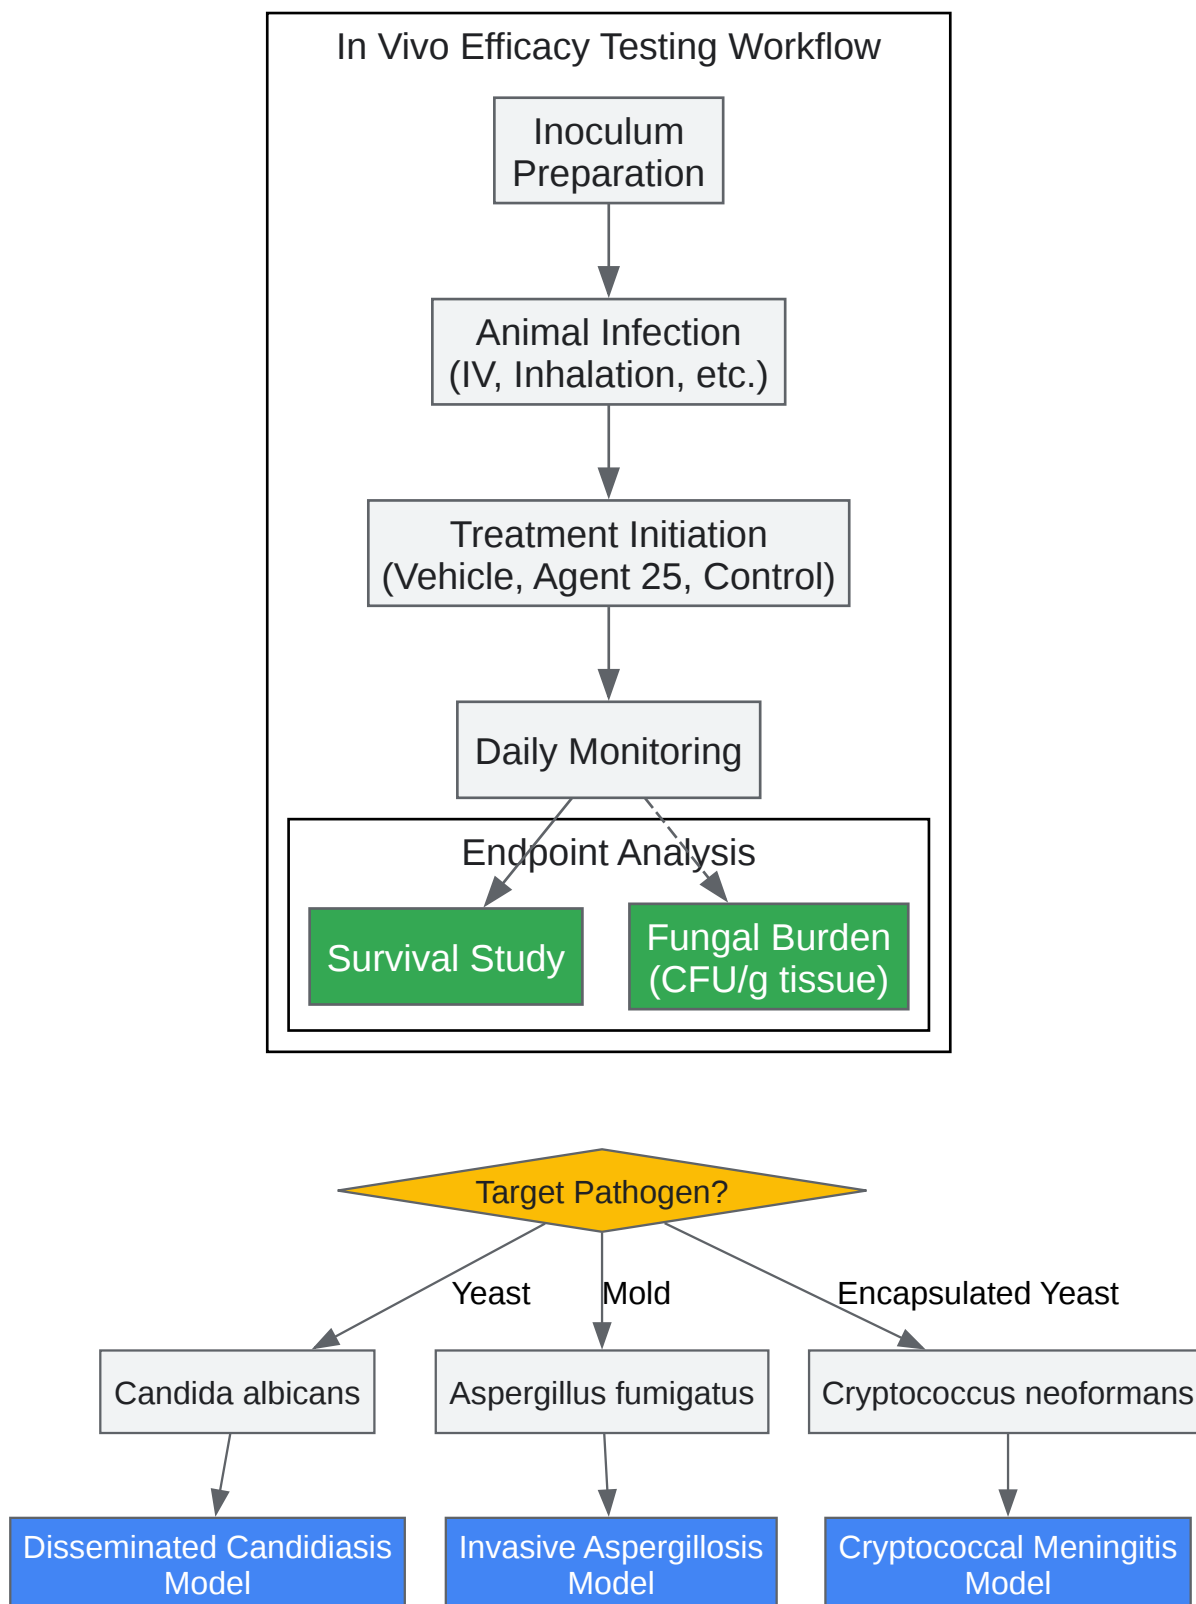 In Vivo Efficacy Testing Workflow
Inoculum
Preparation
Animal Infection
(IV, Inhalation, etc.)
Treatment Initiation
(Vehicle, Agent 25, Control)
Daily Monitoring
Endpoint Analysis
Survival Study
Fungal Burden
(CFU/g tissue)
Target Pathogen?
Yeast
Mold
Encapsulated Yeast
Candida albicans
Aspergillus fumigatus
Cryptococcus neoformans
Disseminated Candidiasis
Model
Invasive Aspergillosis
Model
Cryptococcal Meningitis
Model